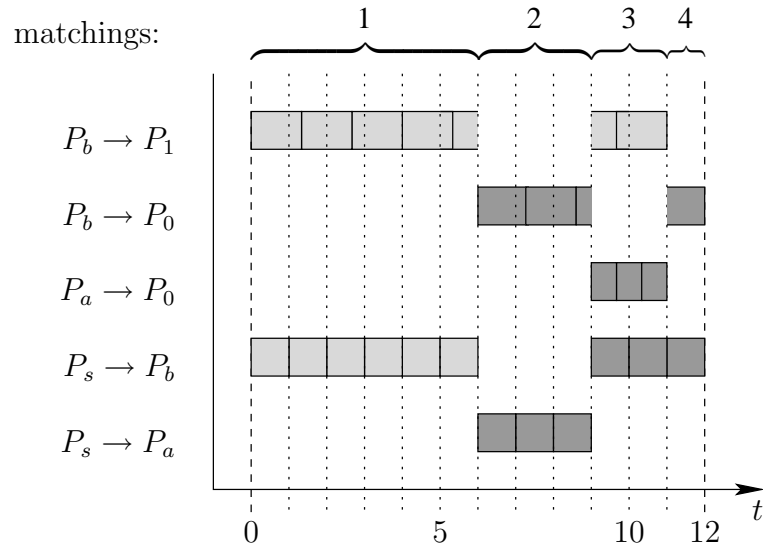 1 2 3 4
matchings:
P_b → P_1
P_b → P_0
P_a → P_0
P_s → P_b
P_s → P_a
0 5 10 12
t